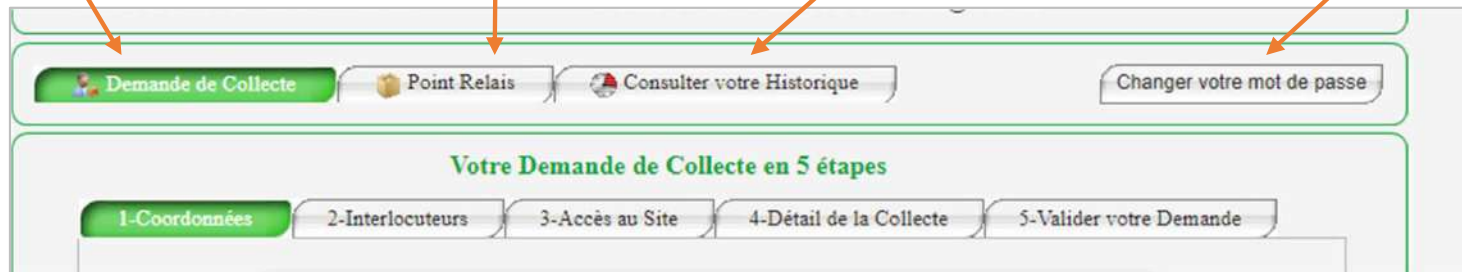 Demande de Collecte Point Relais Consulter votre Historique Changer votre mot de passe
Votre Demande de Collecte en 5 étapes
1-Coordonnées 2-Interlocuteurs 3-Accès au Site 4-Détail de la Collecte 5-Valider votre Demande